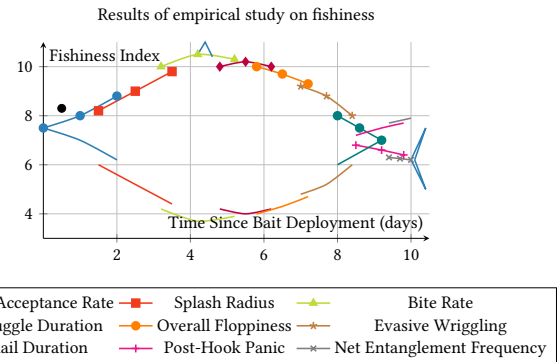 Results of empirical study on fishiness
Fishiness Index
10
8
6
4
Time Since Bait Deployment (days)
2 4 6 8 10
Acceptance Rate Splash Radius Bite Rate
Duration Overall Floppiness Evasive Wriggling
Duration Post-Hook Panic Net Entanglement Frequency